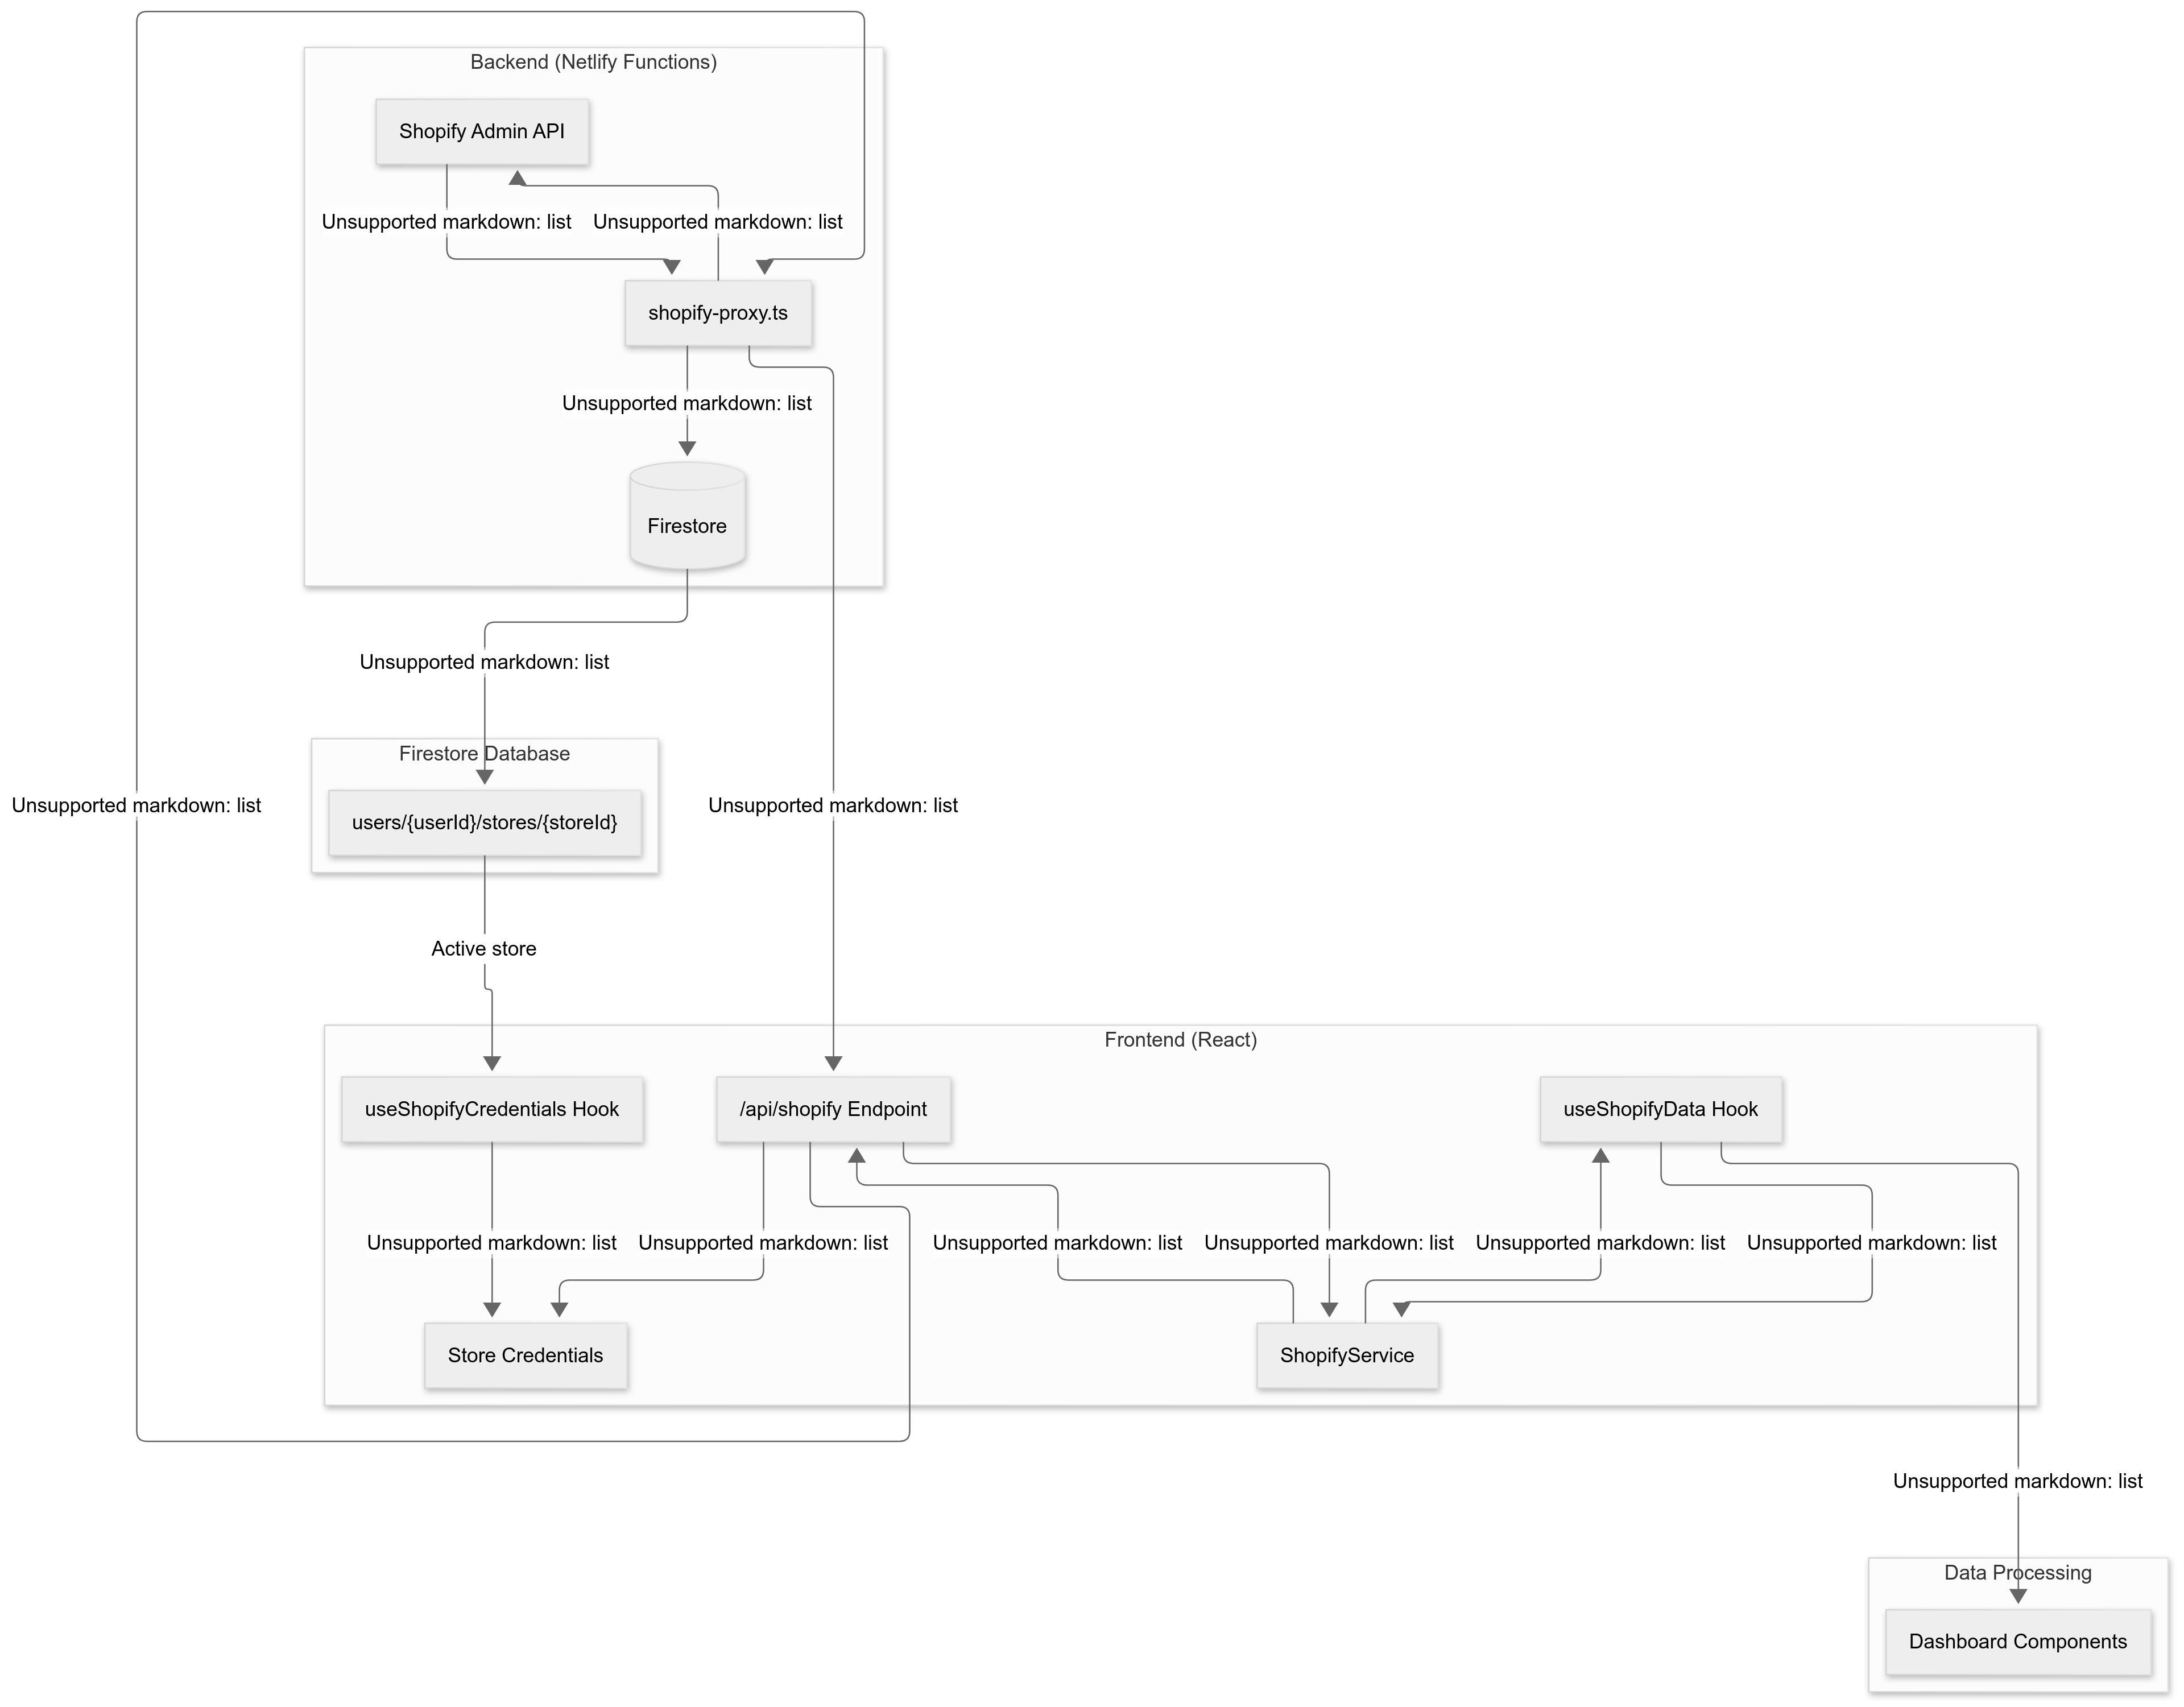 Backend (Netlify Functions)
Shopify Admin API
Unsupported markdown: list
Unsupported markdown: list
shopify-proxy.ts
Unsupported markdown: list
Firestore
Unsupported markdown: list
Firestore Database
Unsupported markdown: list
Unsupported markdown: list
users/{userId}/stores/{storeId}
Active store
Frontend (React)
useShopifyCredentials Hook
/api/shopify Endpoint
useShopifyData Hook
Unsupported markdown: list
Unsupported markdown: list
Unsupported markdown: list
Unsupported markdown: list
Unsupported markdown: list
Unsupported markdown: list
Store Credentials
ShopifyService
Unsupported markdown: list
Data Processing
Dashboard Components